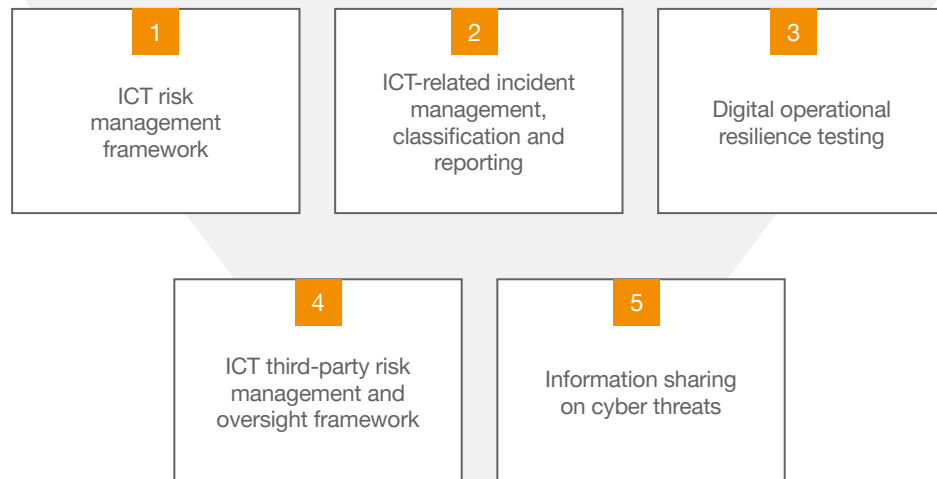 1
ICT risk
management
framework
2
ICT-related incident
management,
classification and
reporting
3
Digital operational
resilience testing
4
ICT third-party risk
management and
oversight framework
5
Information sharing
on cyber threats